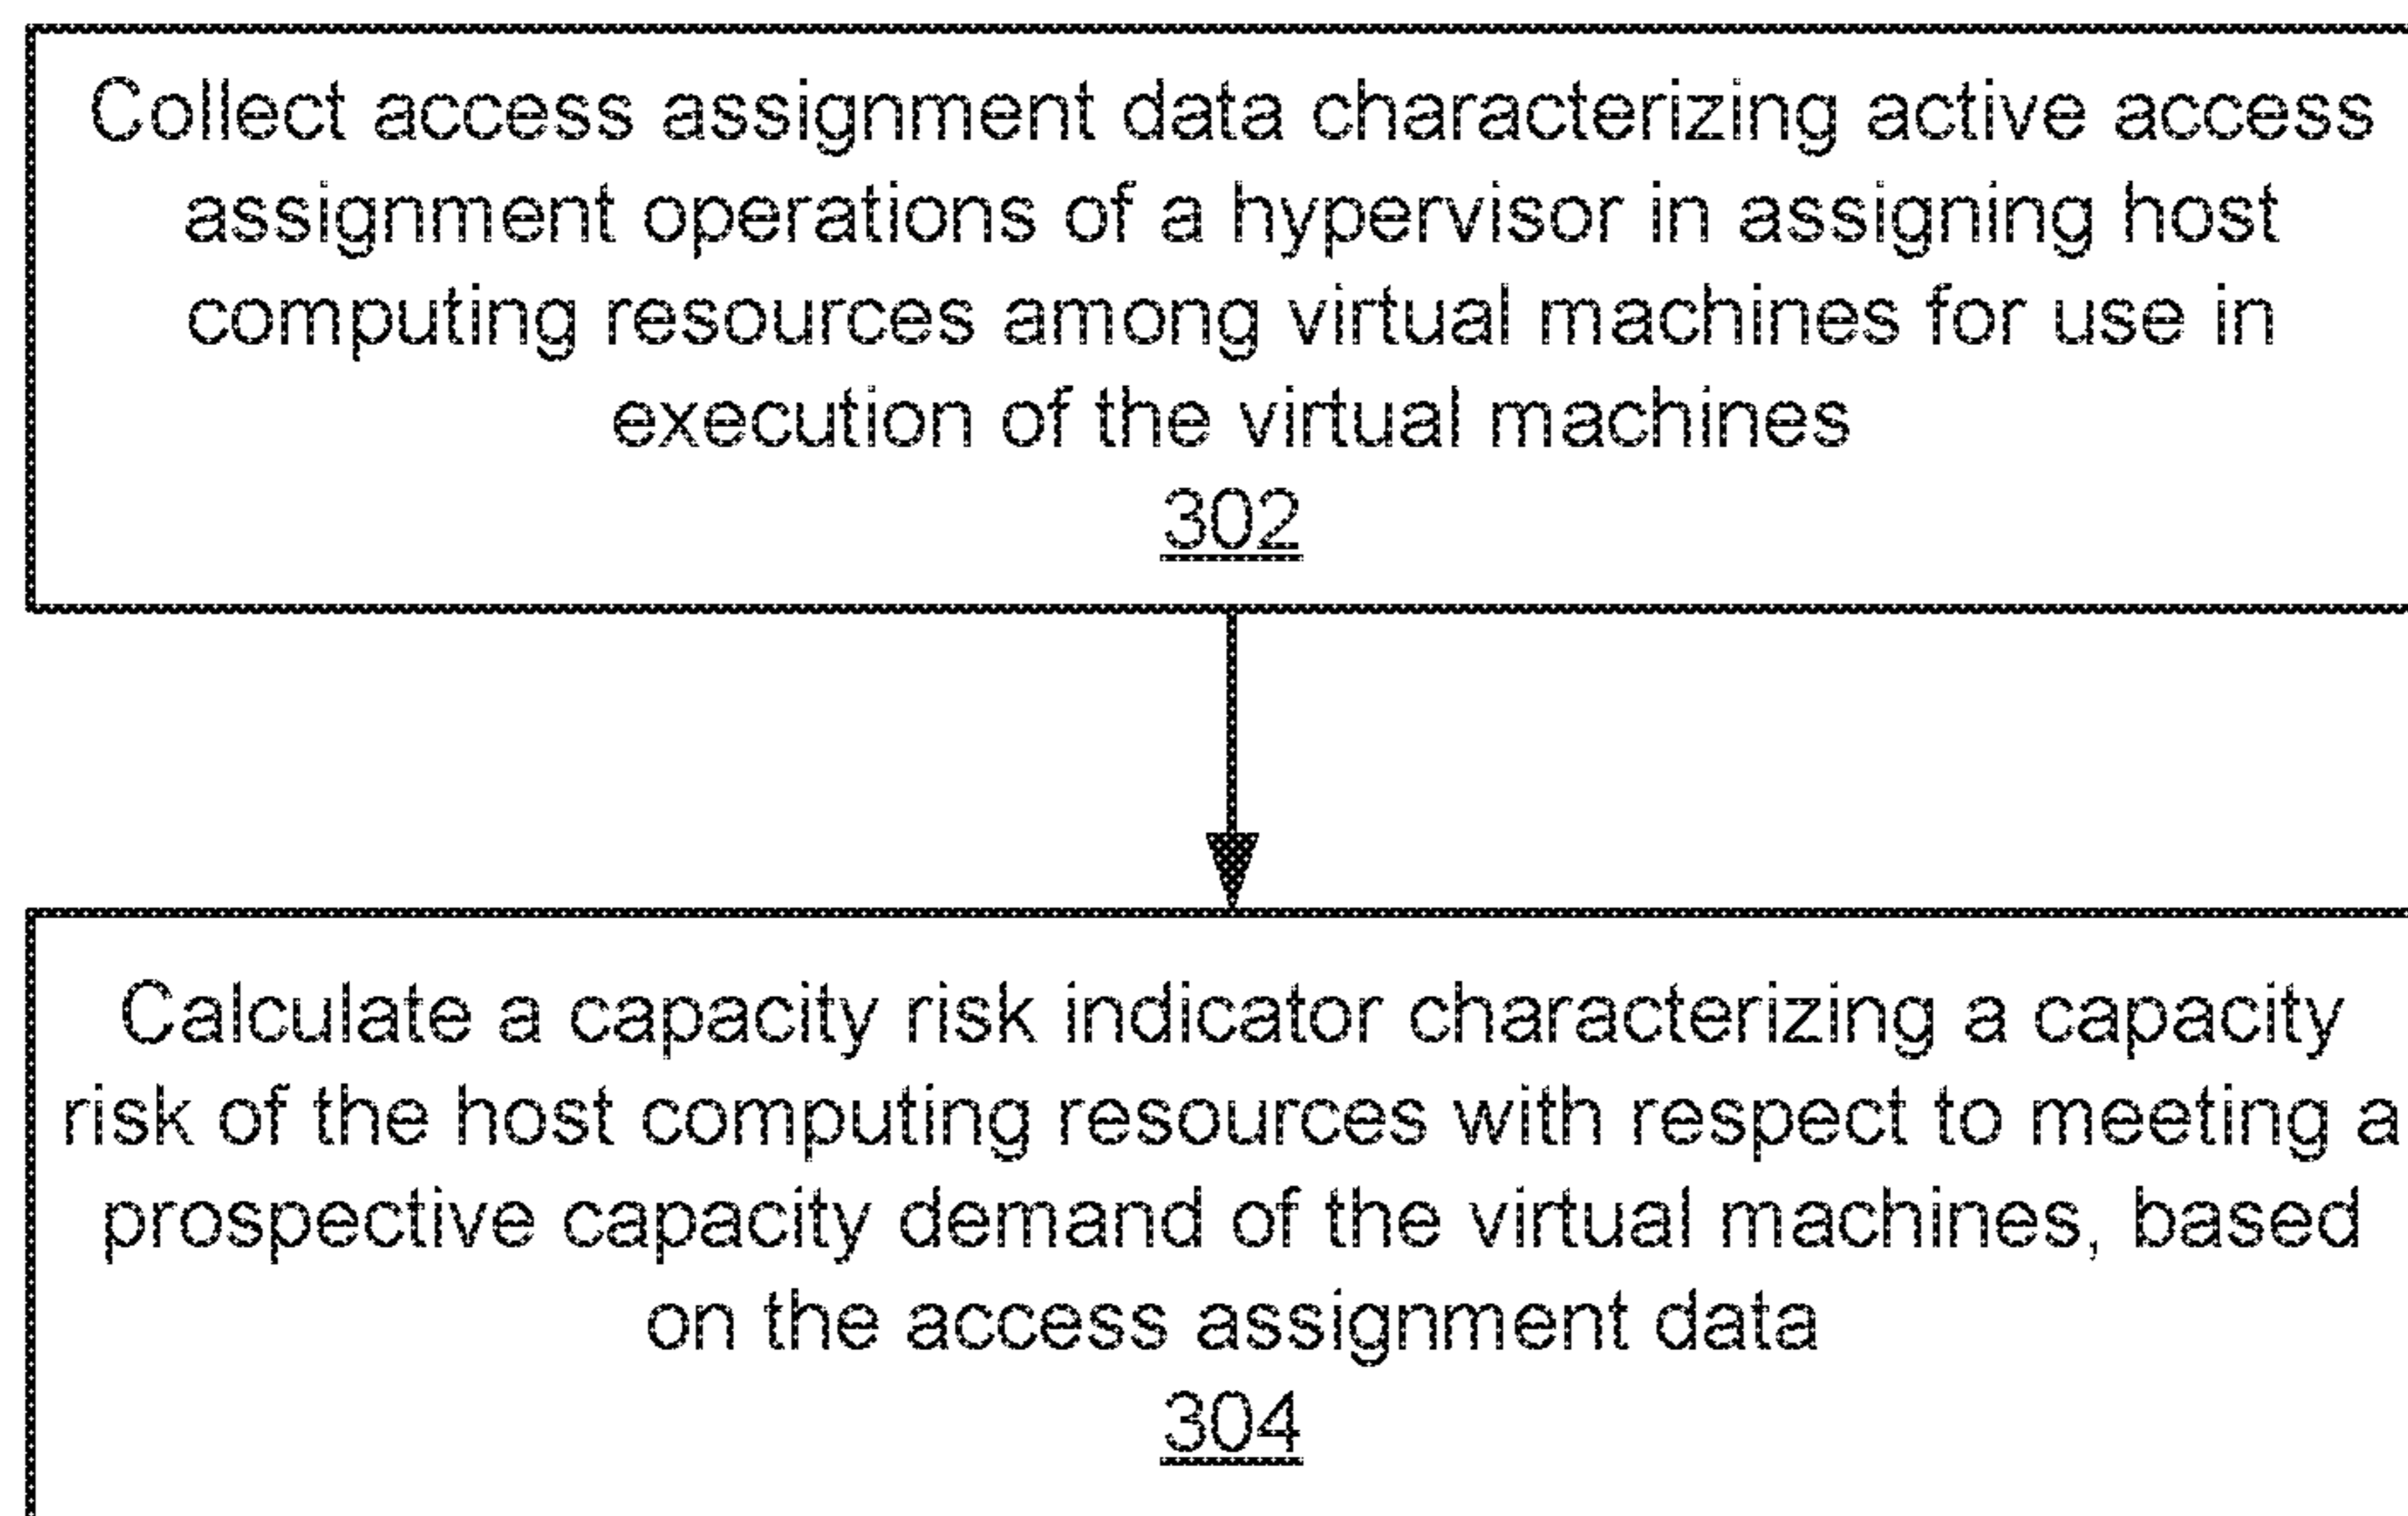 Collect access assignment data characterizing active access
assignment operations of a hypervisor in assigning host
computing resources among virtual machines for use in
execution of the virtual machines
302
Calculate a capacity risk indicator characterizing a capacity
risk of the host computing resources with respect to meeting a
prospective capacity demand of the virtual machines, based
on the access assignment data
304